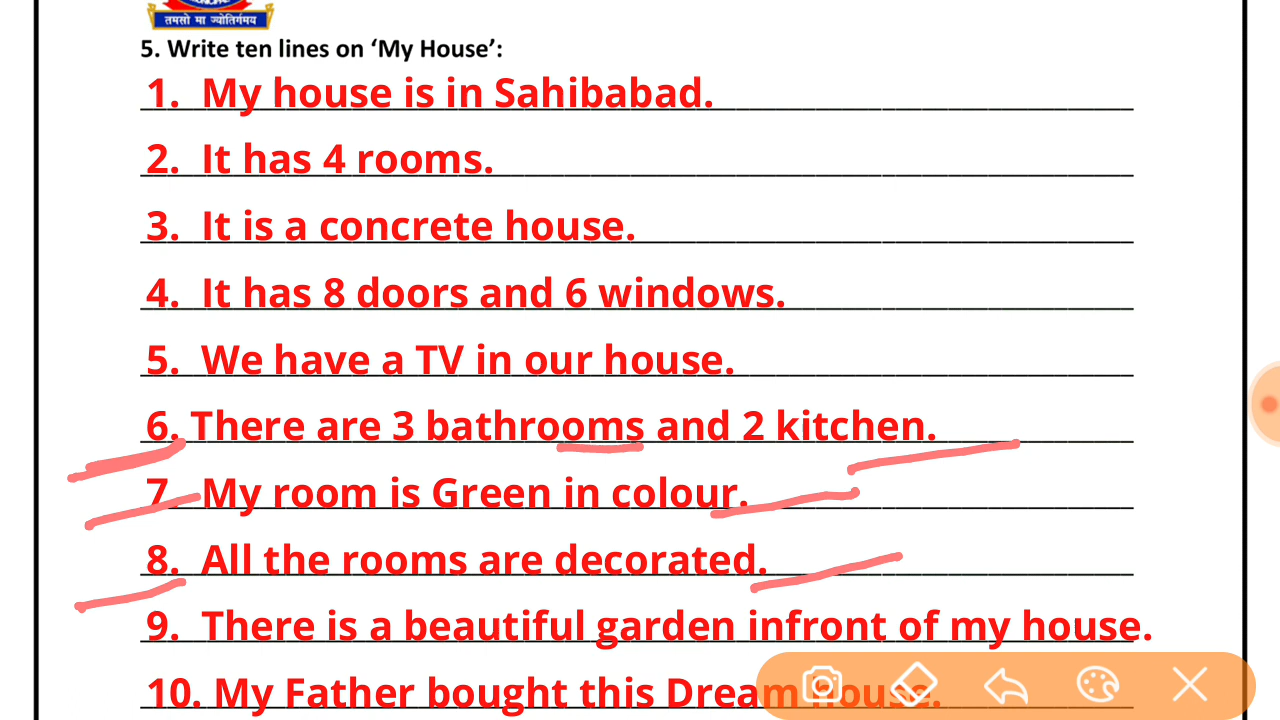 तमसो मा ज्योतिर्गमय
5. Write ten lines on ‘My House’:
1. My house is in Sahibabad.
2. It has 4 rooms.
3. It is a concrete house.
4. It has 8 doors and 6 windows.
5. We have a TV in our house.
6. There are 3 bathrooms and 2 kitchen.
7. My room is Green in colour.
8. All the rooms are decorated.
9. There is a beautiful garden infront of my house.
10. My Father bought this Dream house.